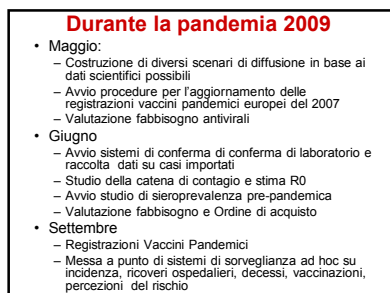 Durante la pandemia 2009
• Maggio:
– Costruzione di diversi scenari di diffusione in base ai
dati scientifici possibili
– Avvio procedure per l'aggiornamento delle
registrazioni vaccini pandemici europei del 2007
– Valutazione fabbisogno antivirali
• Giugno
– Avvio sistemi di conferma di conferma di laboratorio e
raccolta dati su casi importati
– Studio della catena di contagio e stima R0
– Avvio studio di sieroprevalenza pre-pandemica
– Valutazione fabbisogno e Ordine di acquisto
• Settembre
– Registrazioni Vaccini Pandemici
– Messa a punto di sistemi di sorveglianza ad hoc su
incidenza, ricoveri ospedalieri, decessi, vaccinazioni,
percezioni del rischio